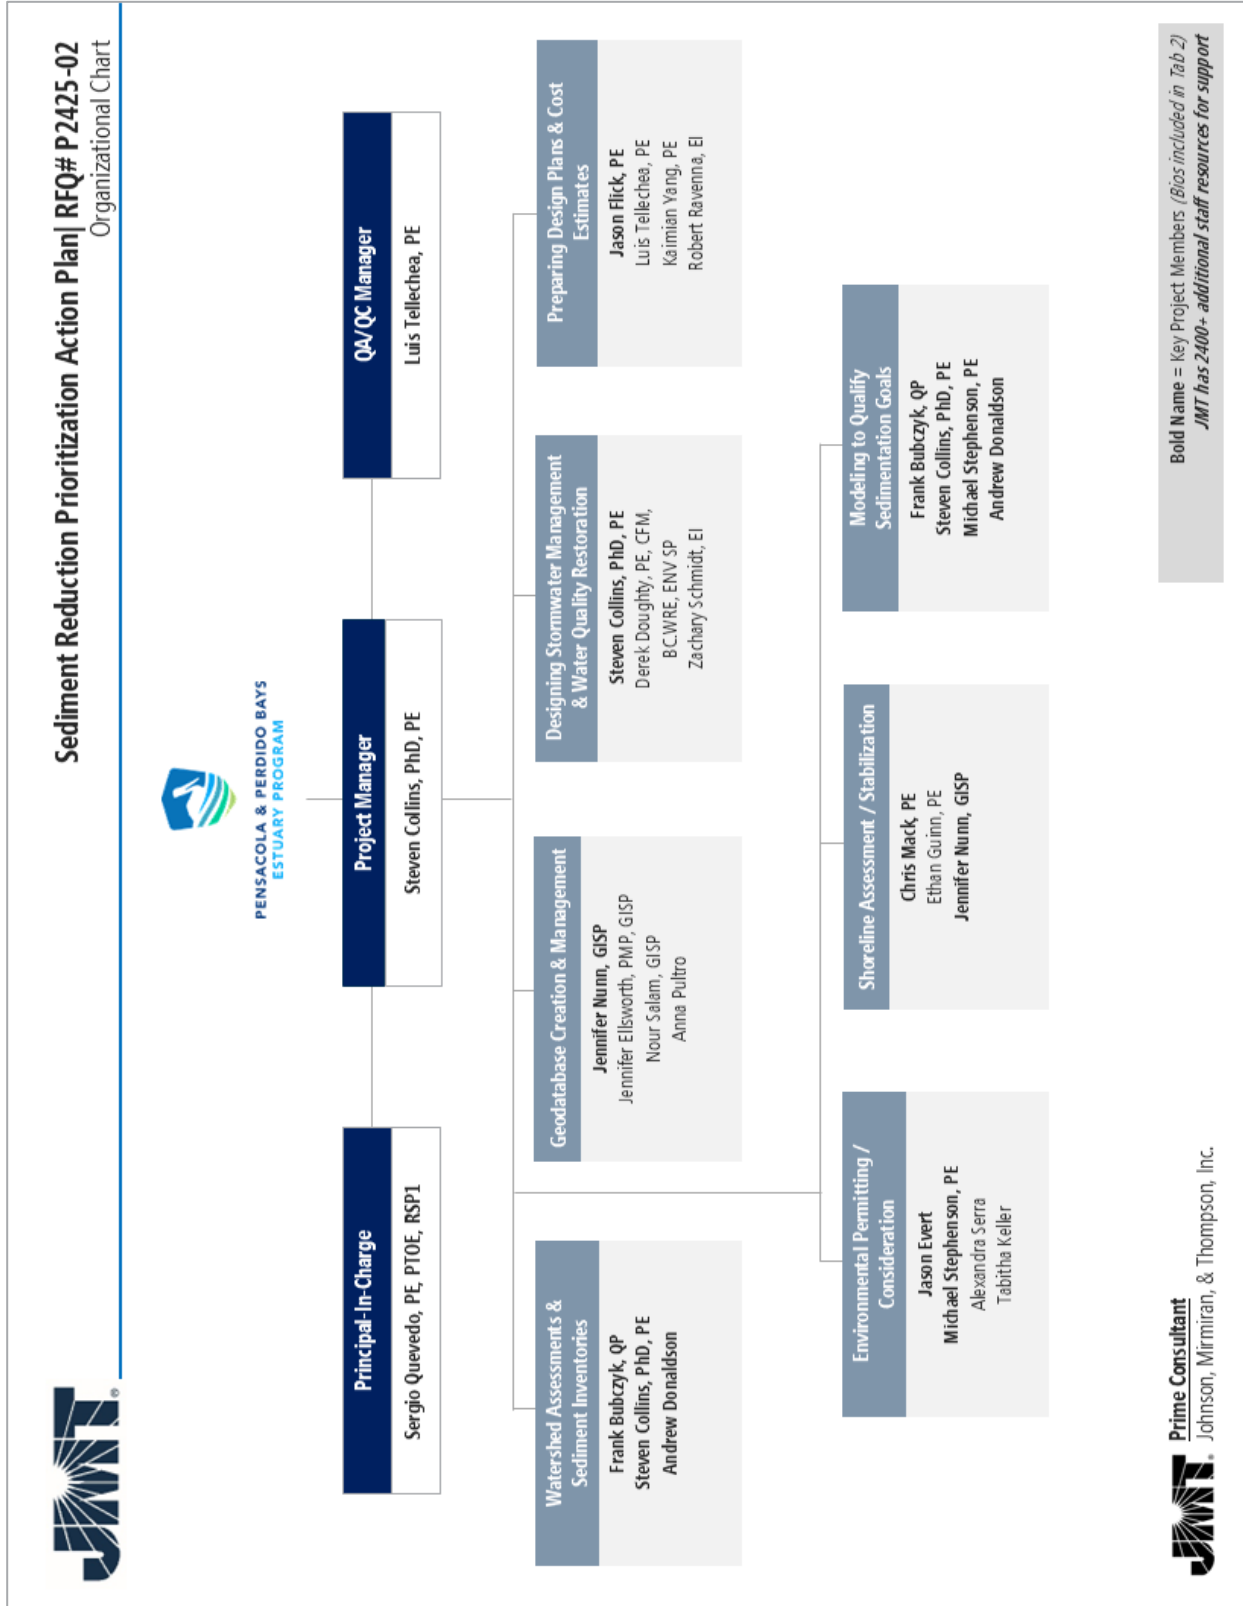 JMT®
Sediment Reduction Prioritization Action Plan| RFQ# P2425-02
Organizational Chart
PENSACOLA & PERDIDO BAYS
ESTUARY PROGRAM
Principal-In-Charge
Sergio Quevedo, PE, PTOE, RSP1
Project Manager
Steven Collins, PhD, PE
QA/QC Manager
Luis Tellechea, PE
Watershed Assessments &
Sediment Inventories
Frank Bubczyk, QP
Steven Collins, PhD, PE
Andrew Donaldson
Geodatabase Creation & Management
Jennifer Nunn, GISP
Jennifer Ellsworth, PMP, GISP
Nour Salam, GISP
Anna Pultro
Designing Stormwater Management
& Water Quality Restoration
Steven Collins, PhD, PE
Derek Doughty, PE, CFM,
BC.WRE, ENV SP
Zachary Schmidt, EI
Preparing Design Plans & Cost
Estimates
Jason Flick, PE
Luis Tellechea, PE
Kaimian Yang, PE
Robert Ravenna, EI
Environmental Permitting /
Consideration
Jason Evert
Michael Stephenson, PE
Alexandra Serra
Tabitha Keller
Shoreline Assessment / Stabilization
Chris Mack, PE
Ethan Guinn, PE
Jennifer Nunn, GISP
Modeling to Qualify
Sedimentation Goals
Frank Bubczyk, QP
Steven Collins, PhD, PE
Michael Stephenson, PE
Andrew Donaldson
JMT®
Prime Consultant
Johnson, Mirmiran, & Thompson, Inc.
Bold Name = Key Project Members (Bios included in Tab 2)
JMT has 2400+ additional staff resources for support